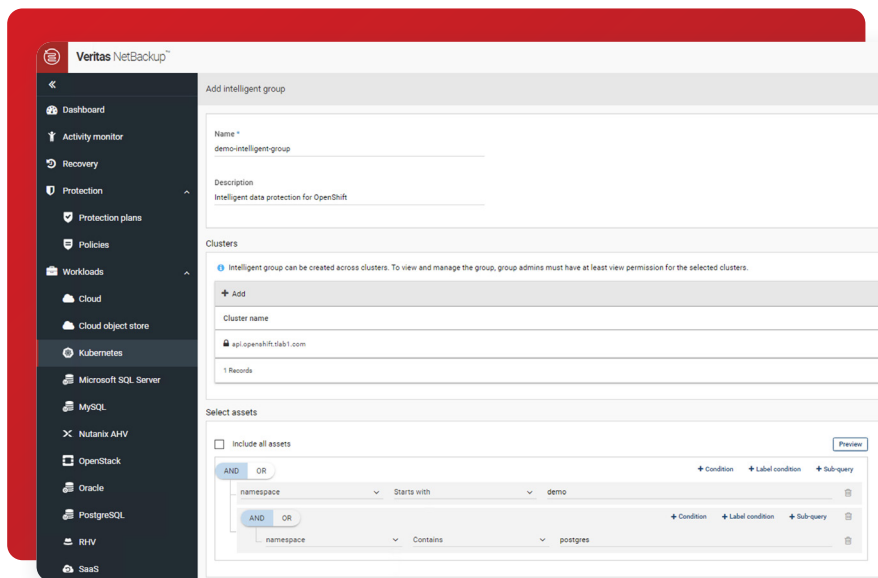 Veritas NetBackup™
Dashboard
Activity monitor
Recovery
Protection
Protection plans
Policies
Workloads
Cloud
Cloud object store
Kubernetes
Microsoft SQL Server
MySQL
Nutanix AHV
OpenStack
Oracle
PostgreSQL
RHV
SaaS
Add intelligent group
Name *
demo-intelligent-group
Description
Intelligent data protection for OpenShift
Clusters
Intelligent group can be created across clusters. To view and manage the group, group admins must have at least view permission for the selected clusters.
+ Add
Cluster name
api.openshift.tlab1.com
1 Records
Select assets
Include all assets Preview
AND OR + Condition + Label condition + Sub-query
namespace Starts with demo
AND OR + Condition + Label condition + Sub-query
namespace Contains postgres